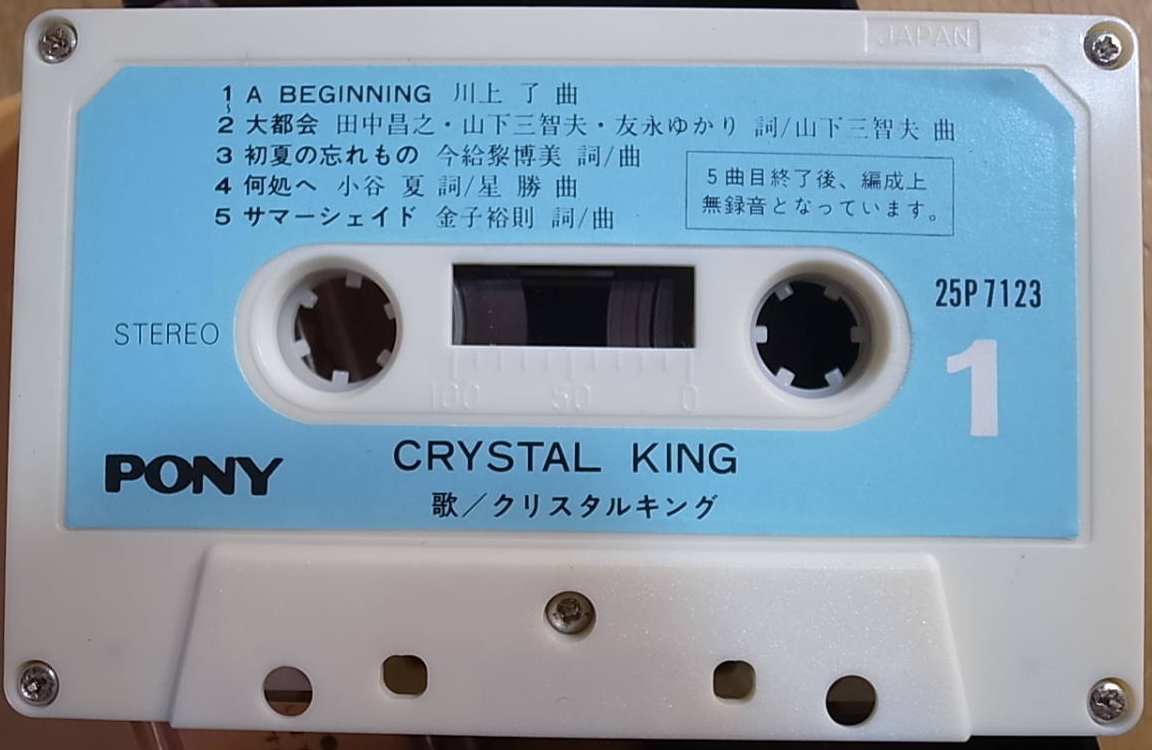 JAPAN
1 A BEGINNING 川上 了 曲
〜
2 大都会 田中昌之・山下三智夫・友永ゆかり 詞/山下三智夫 曲
3 初夏の忘れもの 今給黎博美 詞/曲
4 何処へ 小谷 夏 詞/星 勝 曲
5 サマーシェイド 金子裕則 詞/曲
5曲目終了後、編成上
無録音となっています。
25P7123
STEREO
1
100 50 0
PONY
CRYSTAL KING
歌/クリスタルキング